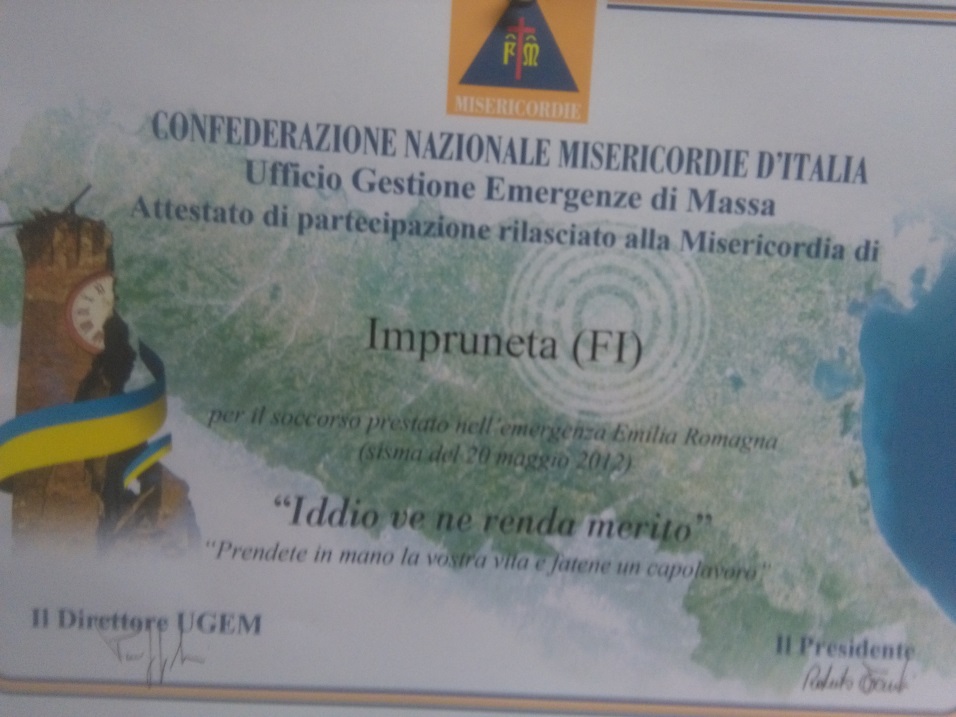 MISERICORDIE
CONFEDERAZIONE NAZIONALE MISERICORDIE D'ITALIA
Ufficio Gestione Emergenze di Massa
Attestato di partecipazione rilasciato alla Misericordia di
Impruneta (FI)
per il soccorso prestato nell'emergenza Emilia Romagna
(sisma del 20 maggio 2012)
"Iddio ve ne renda merito"
"Prendete in mano la vostra vita e fatene un capolavoro"
Il Direttore UGEM
Il Presidente